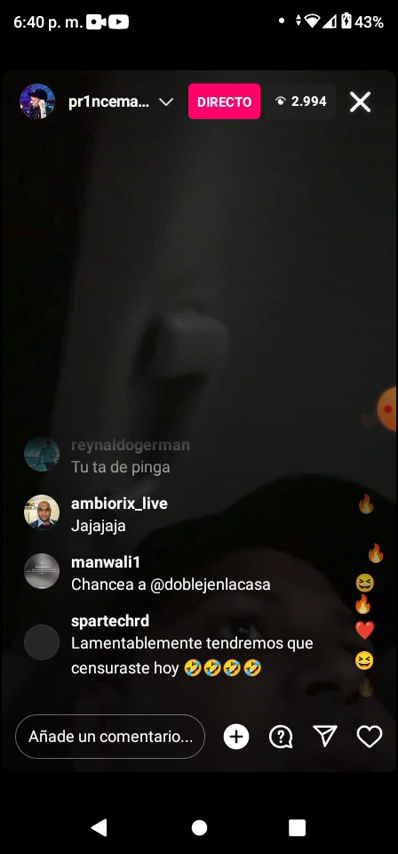 6:40 p. m.
43%
pr1ncema...
DIRECTO
2.994
reynaldogerman
Tu ta de pinga
ambiorix_live
Jajajaja
manwali1
Chancea a @doblejenlacasa
spartechrd
Lamentablemente tendremos que
censuraste hoy 🤣🤣🤣🤣
Añade un comentario...